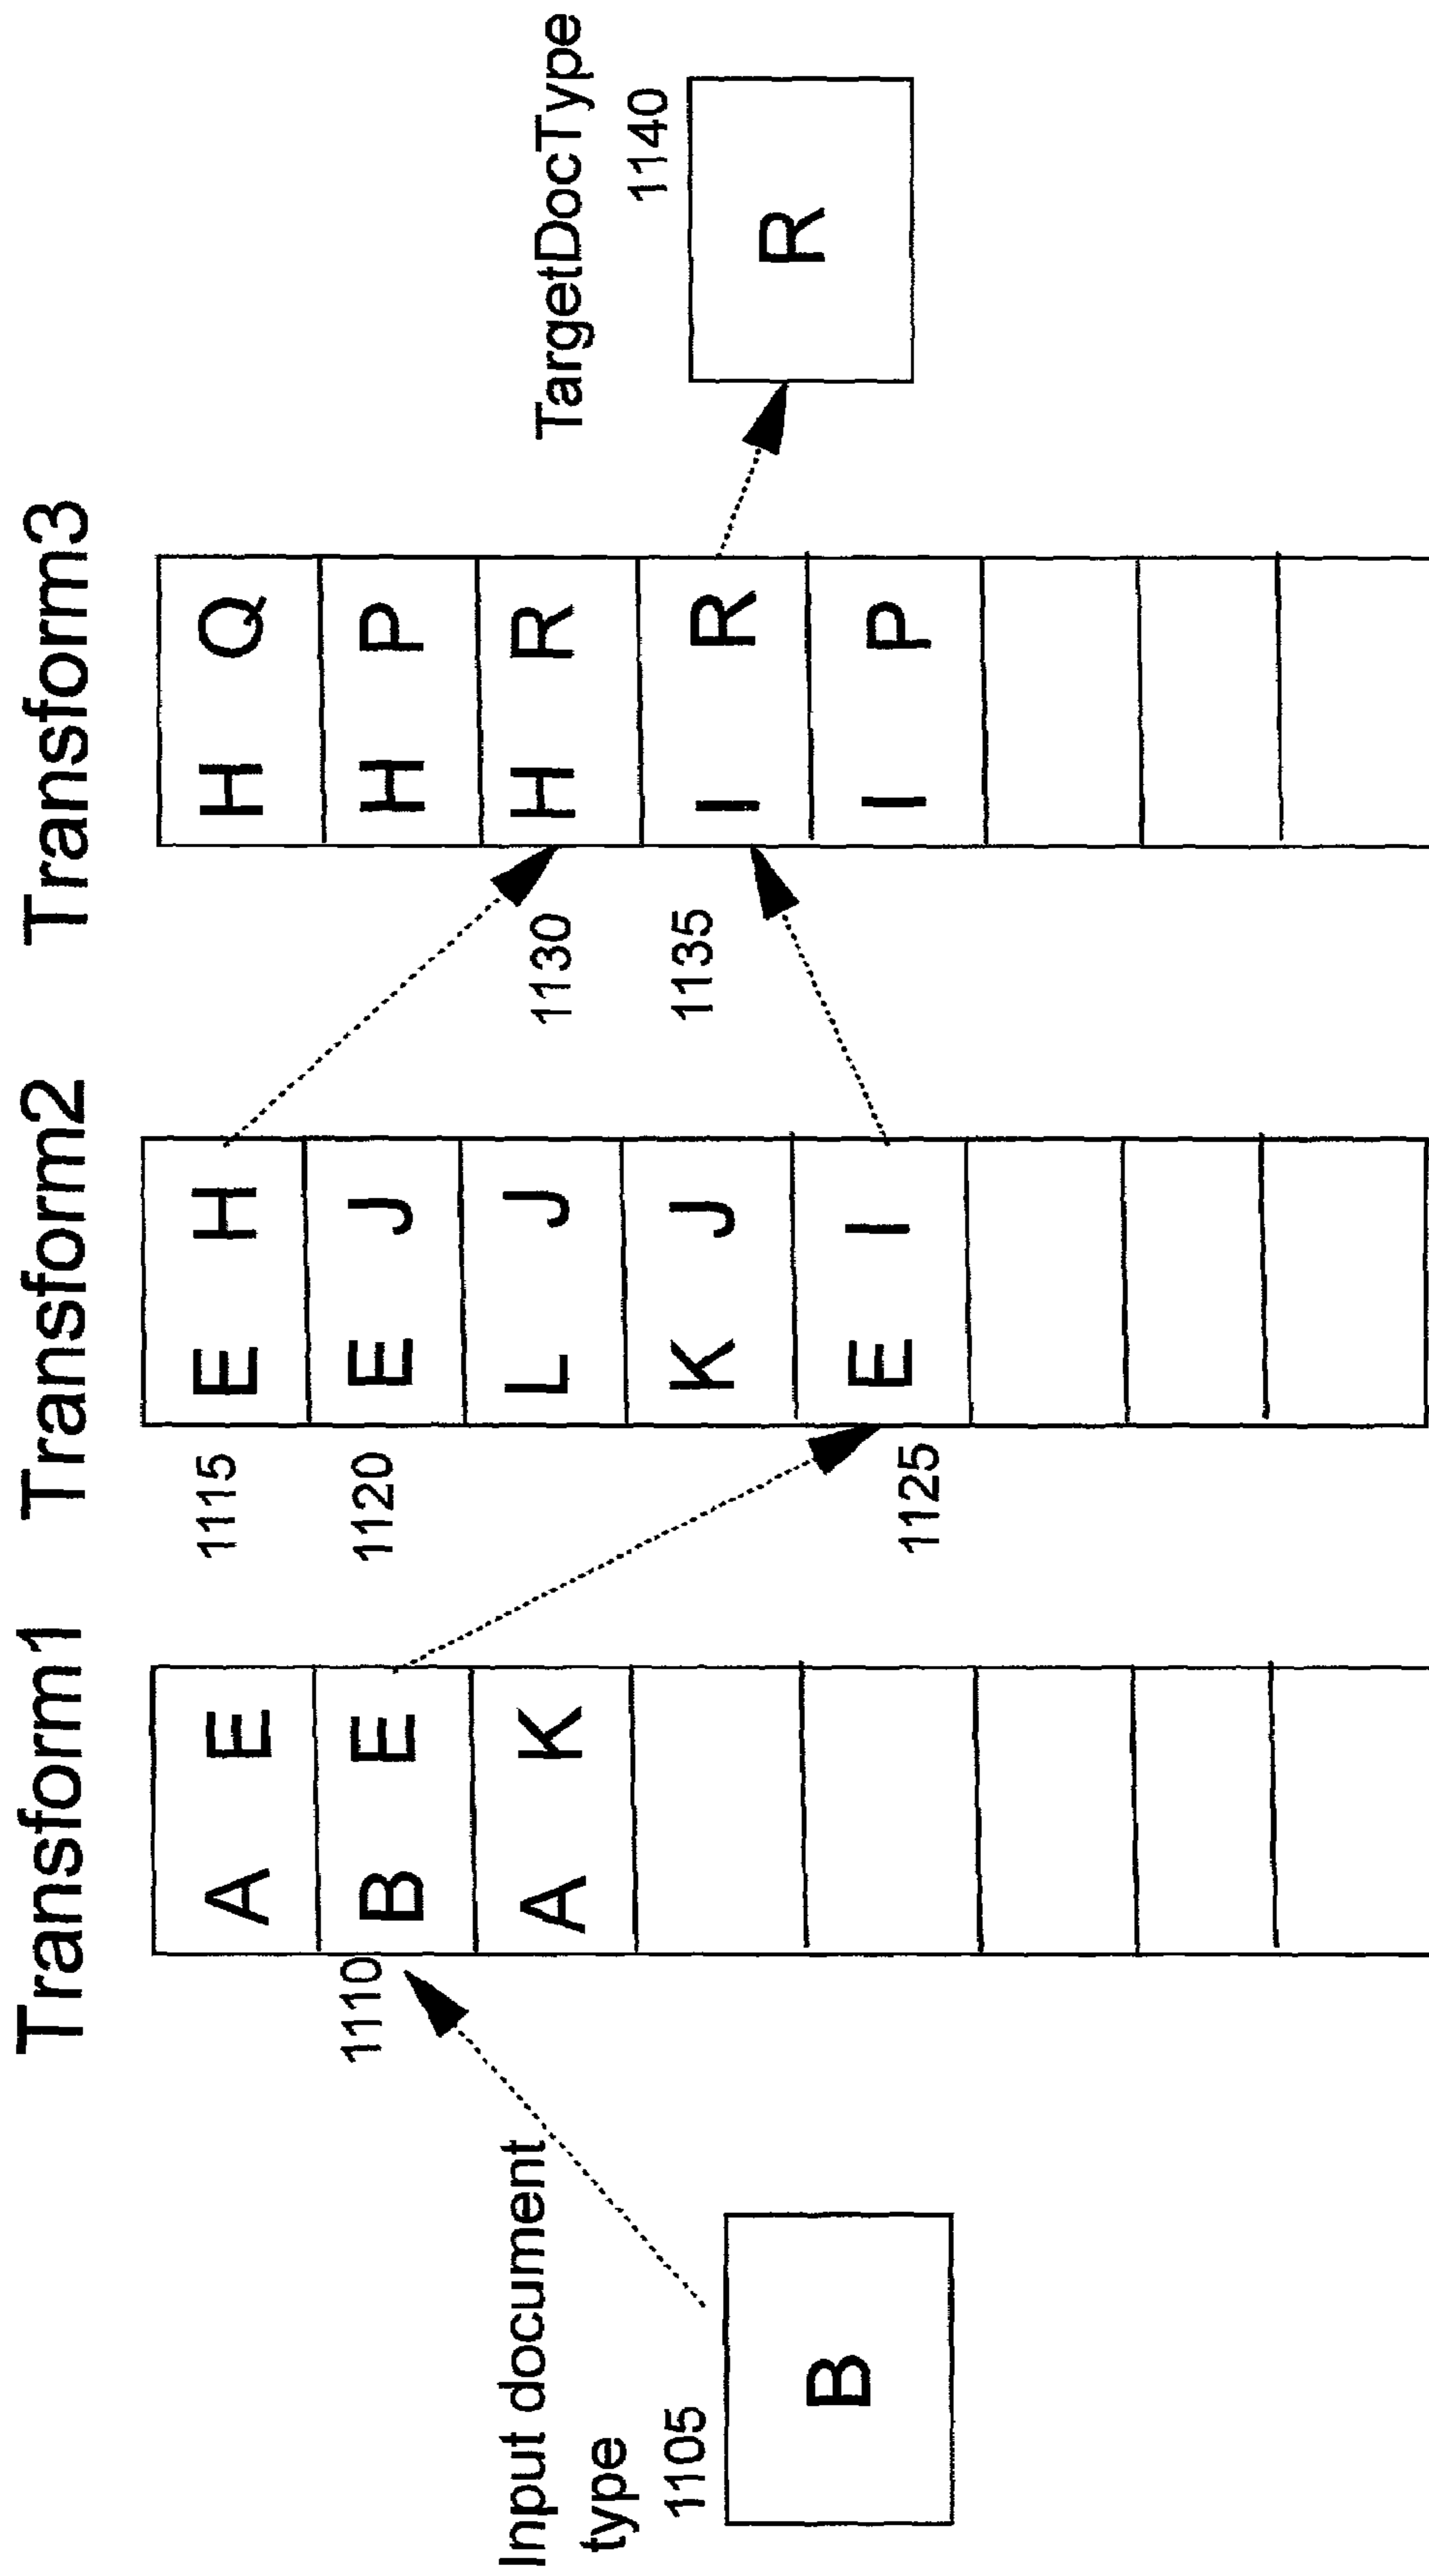 Transform1
Transform2
Transform3
A E
B E
A K
1110
1115
1120
1125
E H
E J
L J
K J
E I
1130
1135
H Q
H P
H R
I R
I P
Input document
type
1105
B
TargetDocType
1140
R